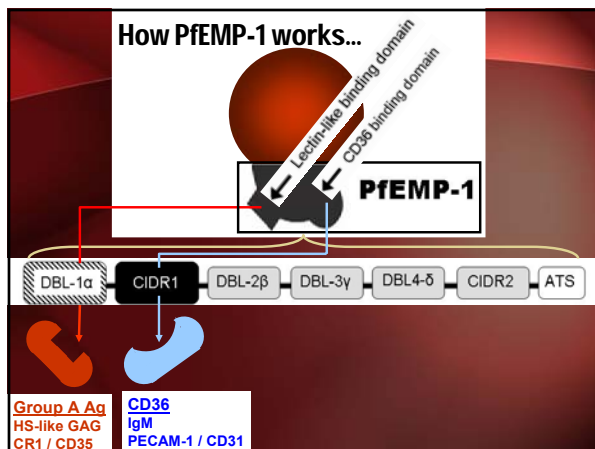 How PfEMP-1 works...
Lectin-like binding domain
CD36 binding domain
PfEMP-1
DBL-1α
CIDR1
DBL-2β
DBL-3γ
DBL4-δ
CIDR2
ATS
Group A Ag
HS-like GAG
CR1 / CD35
CD36
IgM
PECAM-1 / CD31